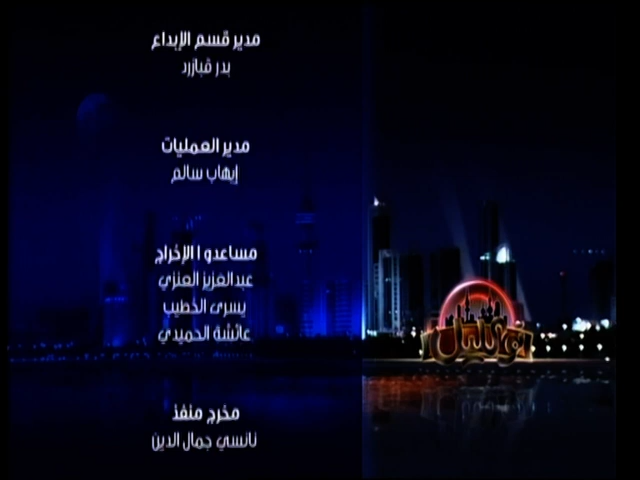 مدير قسم الإبداع
بدر قبازرد
مدير العمليات
إيهاب سالم
مساعدو الإخراج
عبدالعزيز العنزي
يسرى الخطيب
عائشة الحميدي
مخرج منفذ
نانسي جمال الدين